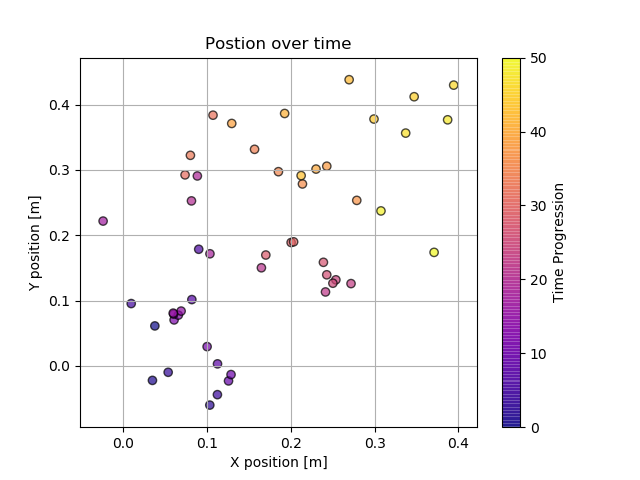 Postion over time
Y position [m]
0.4
0.3
0.2
0.1
0.0
0.0 0.1 0.2 0.3 0.4
X position [m]
50
40
30
20
10
0
Time Progression